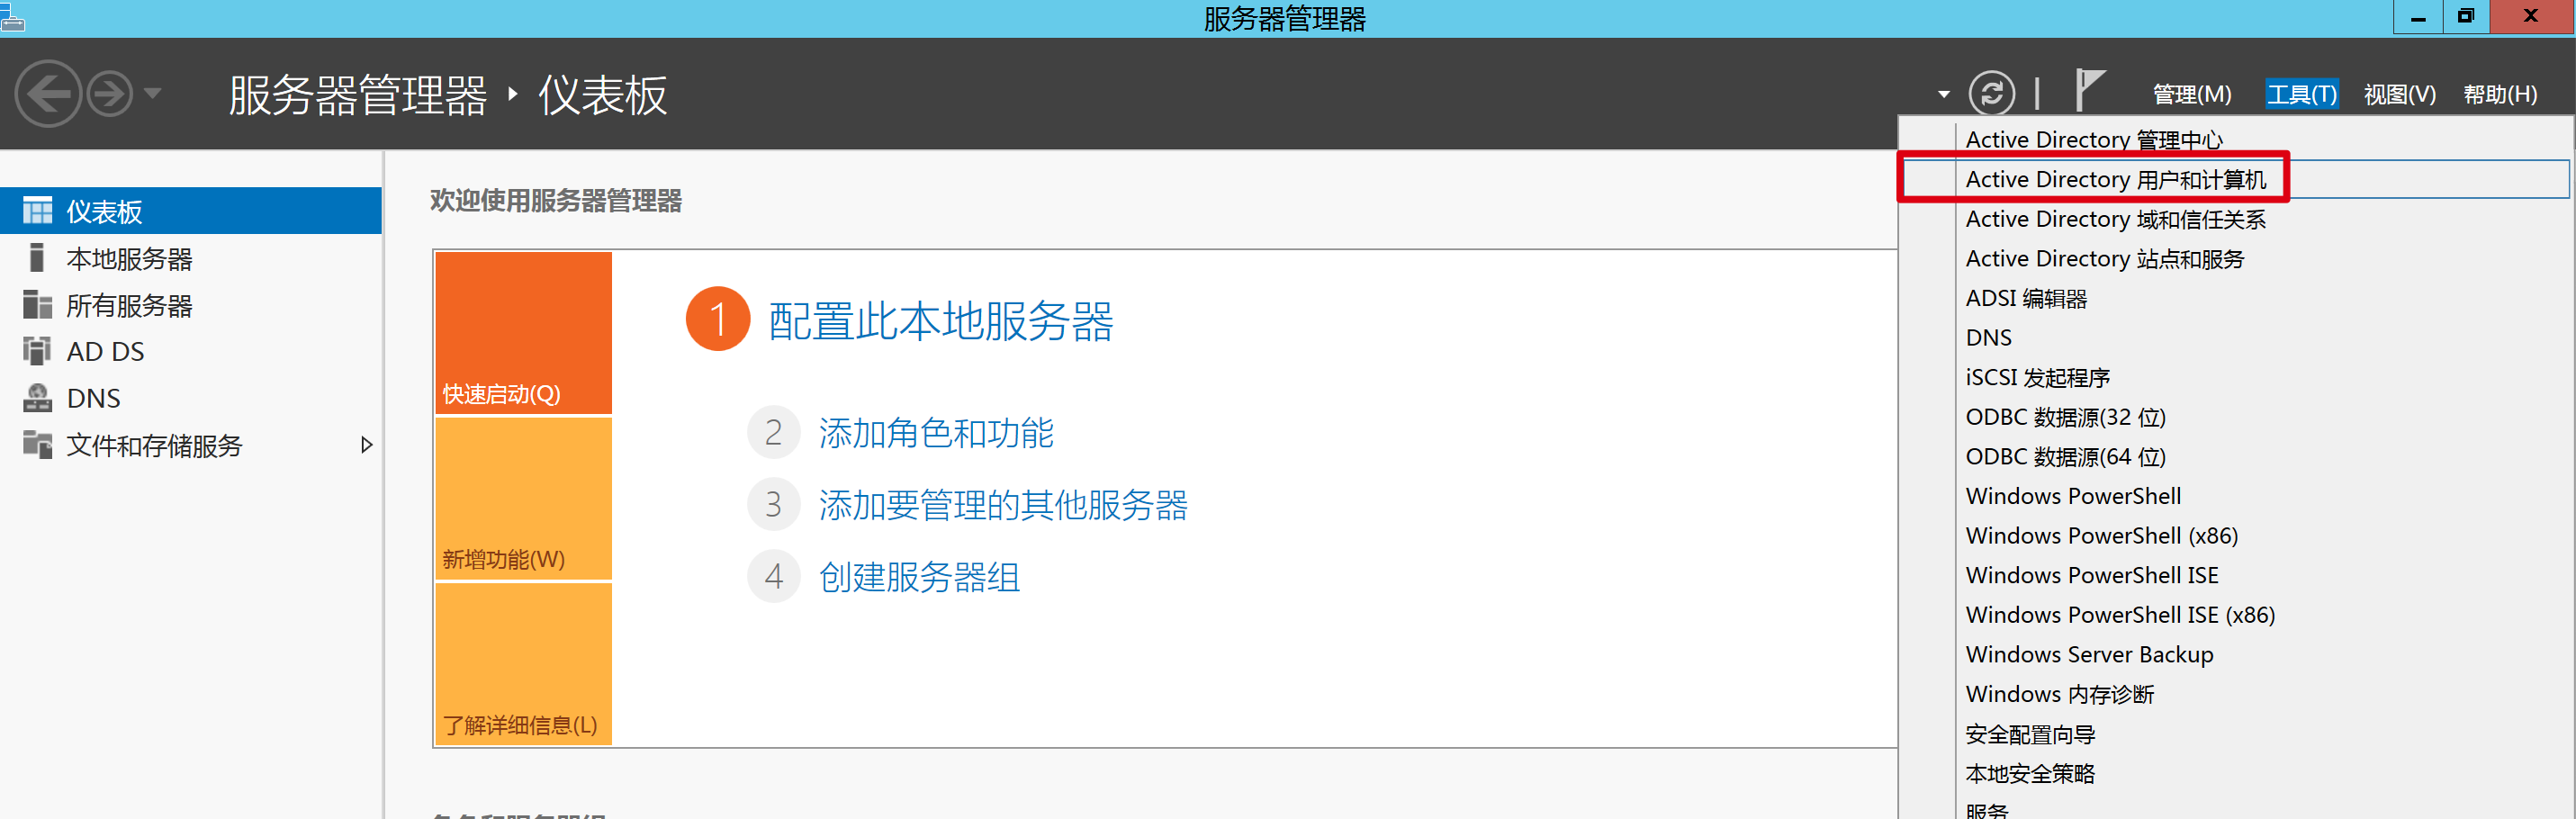 服务器管理器
服务器管理器 ‣ 仪表板
管理(M) 工具(T) 视图(V) 帮助(H)
仪表板
本地服务器
所有服务器
AD DS
DNS
文件和存储服务
欢迎使用服务器管理器
快速启动(Q)
新增功能(W)
了解详细信息(L)
1 配置此本地服务器
2 添加角色和功能
3 添加要管理的其他服务器
4 创建服务器组
Active Directory 管理中心
Active Directory 用户和计算机
Active Directory 域和信任关系
Active Directory 站点和服务
ADSI 编辑器
DNS
iSCSI 发起程序
ODBC 数据源(32 位)
ODBC 数据源(64 位)
Windows PowerShell
Windows PowerShell (x86)
Windows PowerShell ISE
Windows PowerShell ISE (x86)
Windows Server Backup
Windows 内存诊断
安全配置向导
本地安全策略
服务